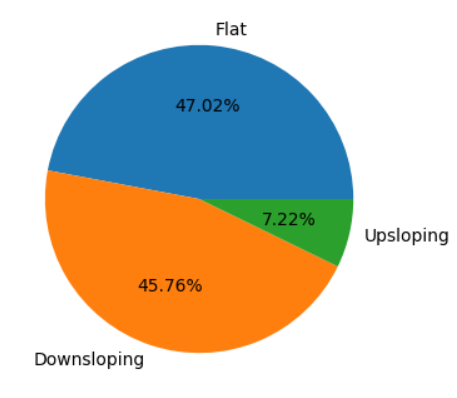 Flat
47.02%
7.22%
Upsloping
45.76%
Downsloping